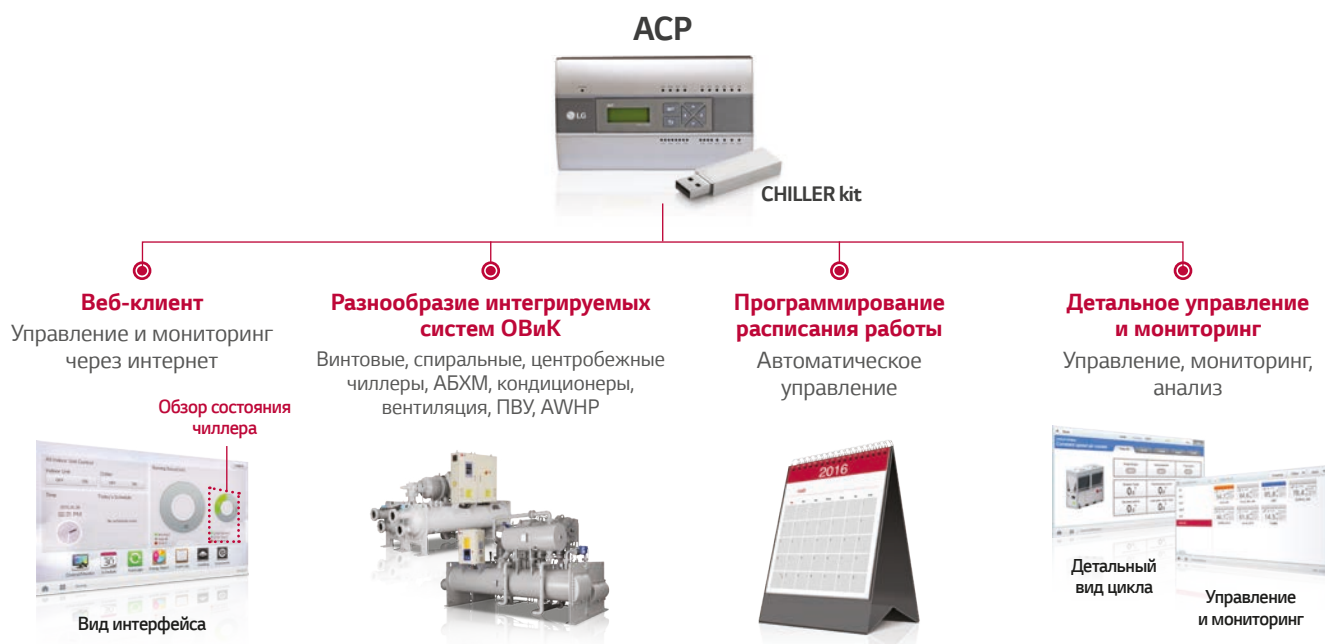 ACP
LG
CHILLER kit
Веб-клиент
Управление и мониторинг
через интернет
Обзор состояния
чиллера
Вид интерфейса
Разнообразие интегрируемых
систем ОВиК
Винтовые, спиральные, центробежные
чиллеры, АБХМ, кондиционеры,
вентиляция, ПВУ, AWHP
Программирование
расписания работы
Автоматическое
управление
2016
Детальное управление
и мониторинг
Управление, мониторинг,
анализ
Детальный
вид цикла
Управление
и мониторинг